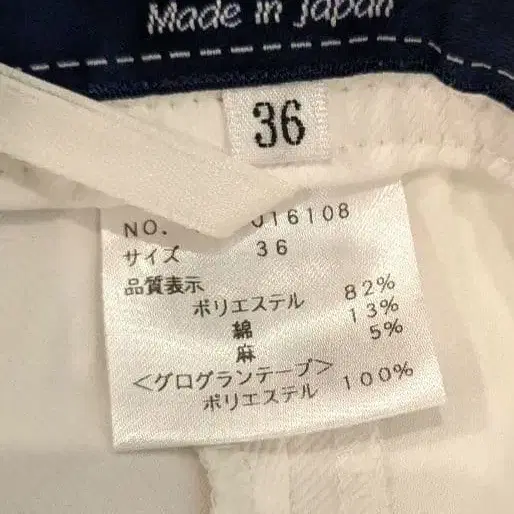 Made in Japan
36
NO. 016108
サイズ 36
品質表示
ポリエステル 82%
綿 13%
麻 5%
<グログランテープ>
ポリエステル 100%